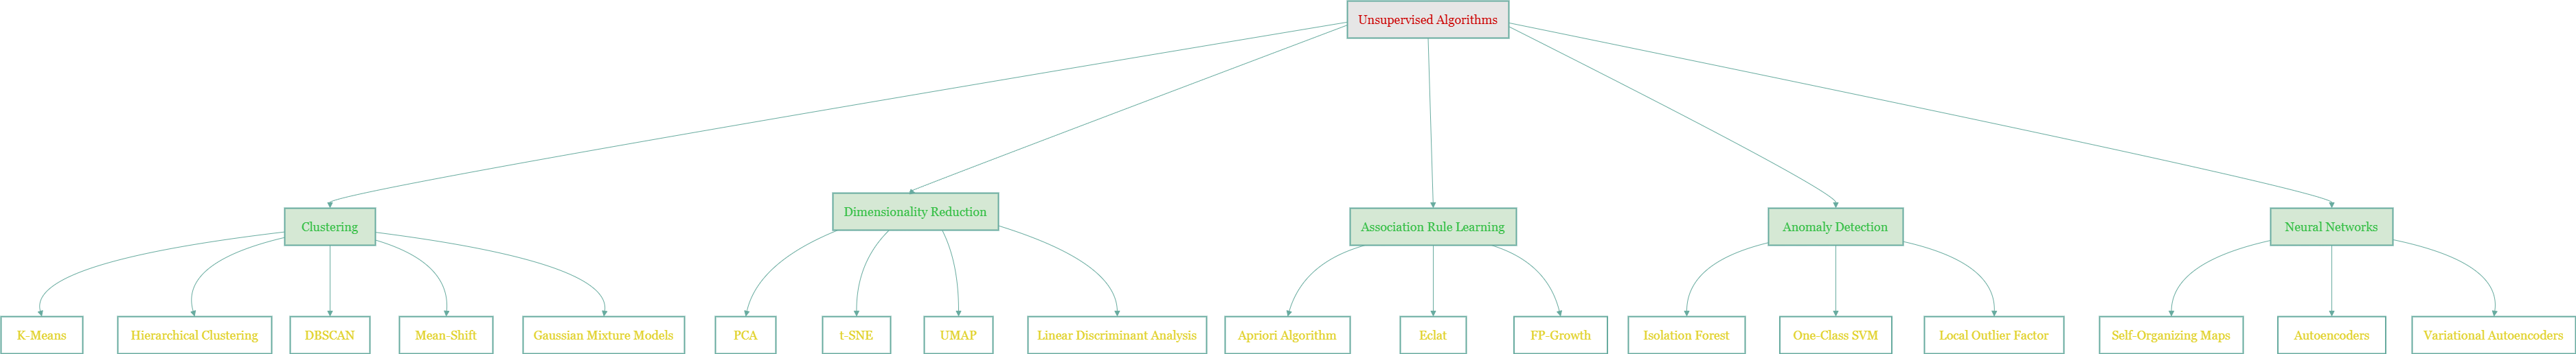 Unsupervised Algorithms
Clustering
Dimensionality Reduction
Association Rule Learning
Anomaly Detection
Neural Networks
K-Means
Hierarchical Clustering
DBSCAN
Mean-Shift
Gaussian Mixture Models
PCA
t-SNE
UMAP
Linear Discriminant Analysis
Apriori Algorithm
Eclat
FP-Growth
Isolation Forest
One-Class SVM
Local Outlier Factor
Self-Organizing Maps
Autoencoders
Variational Autoencoders